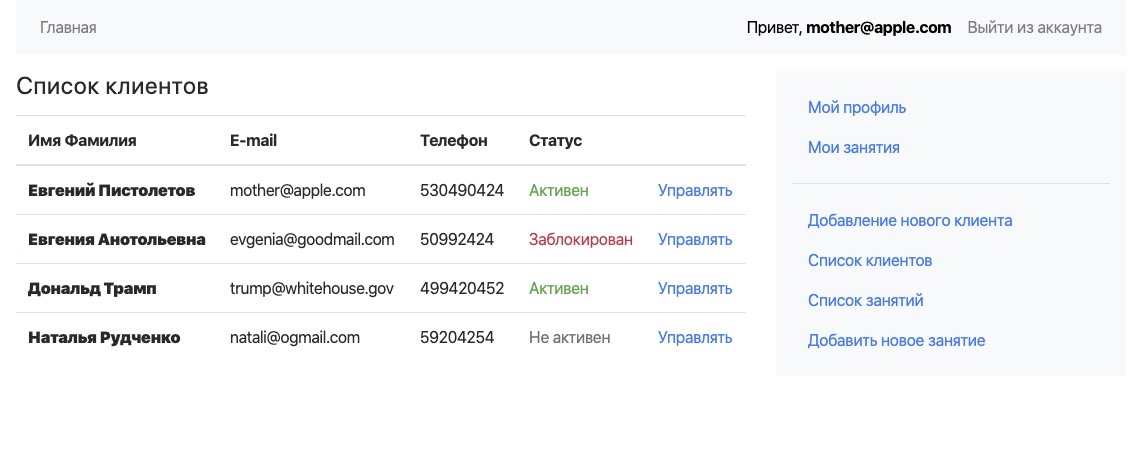 Главная Привет, mother@apple.com Выйти из аккаунта
Список клиентов
Имя Фамилия E-mail Телефон Статус
Евгений Пистолетов mother@apple.com 530490424 Активен Управлять
Евгения Анотольевна evgenia@goodmail.com 50992424 Заблокирован Управлять
Дональд Трамп trump@whitehouse.gov 499420452 Активен Управлять
Наталья Рудченко natali@ogmail.com 59204254 Не активен Управлять
Мой профиль
Мои занятия
Добавление нового клиента
Список клиентов
Список занятий
Добавить новое занятие